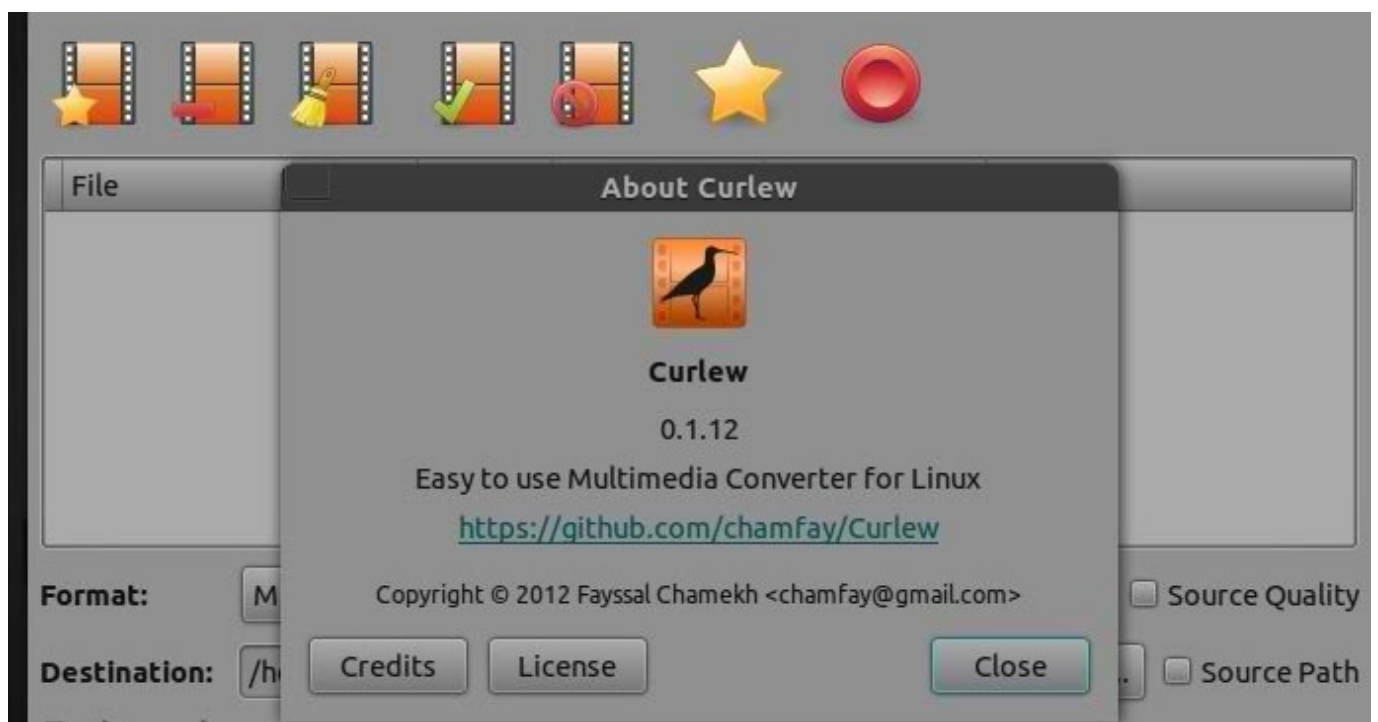 File
About Curlew
Curlew
0.1.12
Easy to use Multimedia Converter for Linux
https://github.com/chamfay/Curlew
Copyright © 2012 Fayssal Chamekh <chamfay@gmail.com>
Format:
Source Quality
Credits
License
Close
Destination:
Source Path